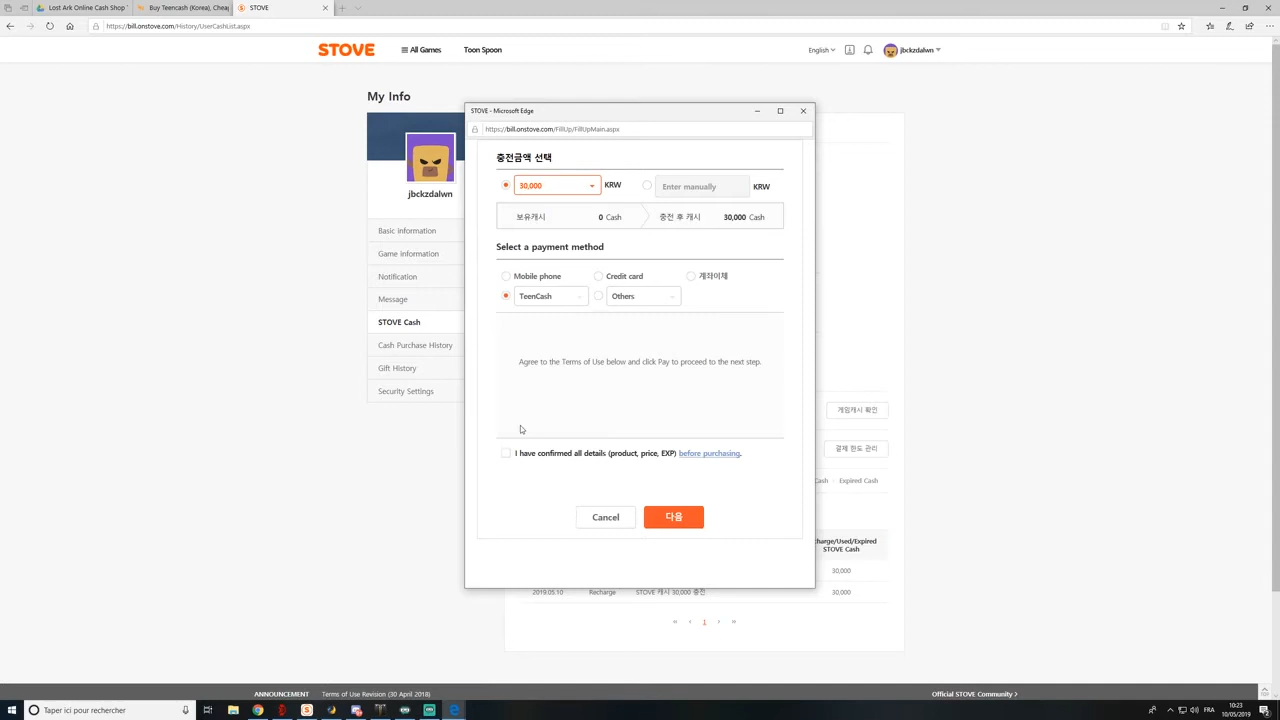 Lost Ark Online Cash Shop
Buy Teencash (Korea), Cheap
STOVE
https://bill.onstove.com/History/UserCashList.aspx
STOVE
All Games
Toon Spoon
English
jbckzdalwn
My Info
jbckzdalwn
Basic information
Game information
Notification
Message
STOVE Cash
Cash Purchase History
Gift History
Security Settings
STOVE - Microsoft Edge
https://bill.onstove.com/FillUp/FillUpMain.aspx
충전금액 선택
30,000 KRW
Enter manually KRW
보유캐시 0 Cash
충전 후 캐시 30,000 Cash
Select a payment method
Mobile phone
Credit card
계좌이체
TeenCash
Others
Agree to the Terms of Use below and click Pay to proceed to the next step.
I have confirmed all details (product, price, EXP) before purchasing.
Cancel
다음
게임캐시 확인
결제 한도 관리
Cash
Expired Cash
charge/Used/Expired
STOVE Cash
30,000
2019.05.10 Recharge STOVE 캐시 30,000 충전 30,000
« ‹ 1 › »
ANNOUNCEMENT Terms of Use Revision (30 April 2018)
Official STOVE Community >
TOP
Taper ici pour rechercher
FRA
10:23
10/05/2019
2